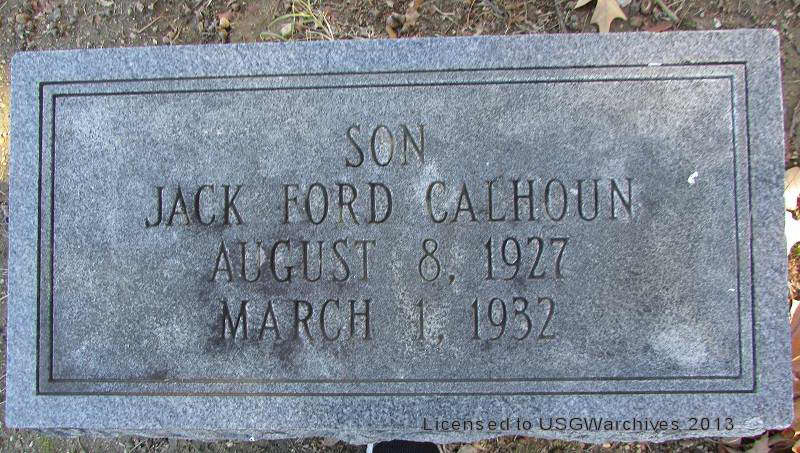 SON
JACK FORD CALHOUN
AUGUST 8, 1927
MARCH 1, 1932
Licensed to USGWarchives 2013